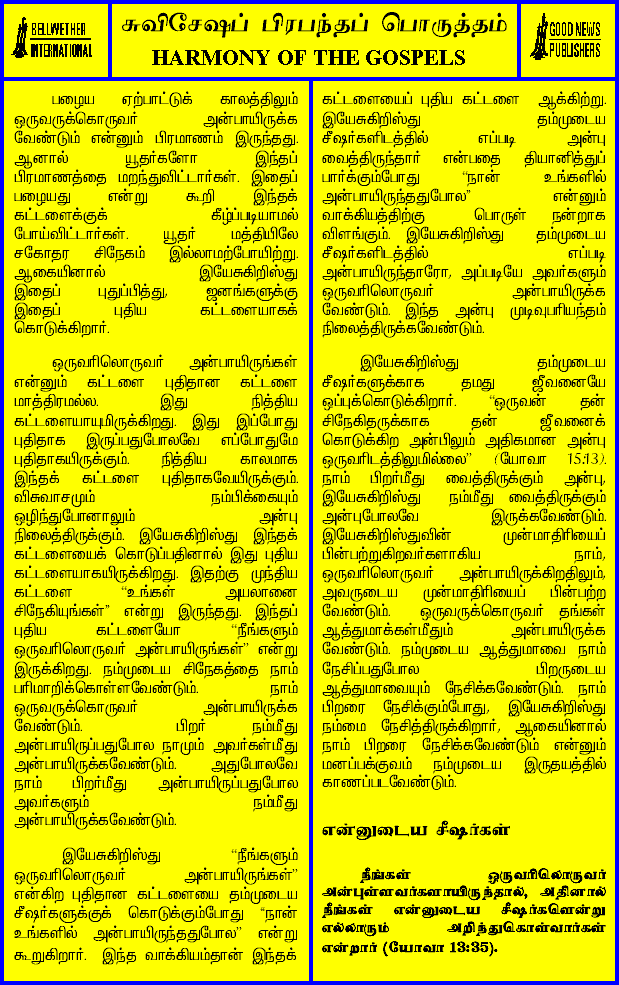 BELLWETHER
INTERNATIONAL
சுவிசேஷப் பிரபந்தப் பொருத்தம்
HARMONY OF THE GOSPELS
GOOD NEWS
PUBLISHERS
பழைய ஏற்பாட்டுக் காலத்திலும்
ஒருவருக்கொருவர் அன்பாயிருக்க
வேண்டும் என்னும் பிரமாணம் இருந்தது.
ஆனால் யூதர்களோ இந்தப்
பிரமாணத்தை மறந்துவிட்டார்கள். இதைப்
பழையது என்று கூறி இந்தக்
கட்டளைக்குக் கீழ்ப்படியாமல்
போய்விட்டார்கள். யூதர் மத்தியிலே
சகோதர சிநேகம் இல்லாமற்போயிற்று.
ஆகையினால் இயேசுகிறிஸ்து
இதைப் புதுப்பித்து, ஜனங்களுக்கு
இதைப் புதிய கட்டளையாகக்
கொடுக்கிறார்.
ஒருவரிலொருவர் அன்பாயிருங்கள்
என்னும் கட்டளை புதிதான கட்டளை
மாத்திரமல்ல. இது நித்திய
கட்டளையாயுமிருக்கிறது. இது இப்போது
புதிதாக இருப்பதுபோலவே எப்போதுமே
புதிதாகயிருக்கும். நித்திய காலமாக
இந்தக் கட்டளை புதிதாகவேயிருக்கும்.
விசுவாசமும் நம்பிக்கையும்
ஒழிந்துபோனாலும் அன்பு
நிலைத்திருக்கும். இயேசுகிறிஸ்து இந்தக்
கட்டளையைக் கொடுப்பதினால் இது புதிய
கட்டளையாகயிருக்கிறது. இதற்கு முந்திய
கட்டளை “உங்கள் அயலானை
சிநேகியுங்கள்” என்று இருந்தது. இந்தப்
புதிய கட்டளையோ “நீங்களும்
ஒருவரிலொருவர் அன்பாயிருங்கள்” என்று
இருக்கிறது. நம்முடைய சிநேகத்தை நாம்
பரிமாறிக்கொள்ளவேண்டும். நாம்
ஒருவருக்கொருவர் அன்பாயிருக்க
வேண்டும். பிறர் நம்மீது
அன்பாயிருப்பதுபோல நாமும் அவர்கள்மீது
அன்பாயிருக்கவேண்டும். அதுபோலவே
நாம் பிறர்மீது அன்பாயிருப்பதுபோல
அவர்களும் நம்மீது
அன்பாயிருக்கவேண்டும்.
இயேசுகிறிஸ்து “நீங்களும்
ஒருவரிலொருவர் அன்பாயிருங்கள்”
என்கிற புதிதான கட்டளையை தம்முடைய
சீஷர்களுக்குக் கொடுக்கும்போது “நான்
உங்களில் அன்பாயிருந்ததுபோல” என்று
கூறுகிறார். இந்த வாக்கியம்தான் இந்தக்
கட்டளையைப் புதிய கட்டளை ஆக்கிற்று.
இயேசுகிறிஸ்து தம்முடைய
சீஷர்களிடத்தில் எப்படி அன்பு
வைத்திருந்தார் என்பதை தியானித்துப்
பார்க்கும்போது “நான் உங்களில்
அன்பாயிருந்ததுபோல” என்னும்
வாக்கியத்திற்கு பொருள் நன்றாக
விளங்கும். இயேசுகிறிஸ்து தம்முடைய
சீஷர்களிடத்தில் எப்படி
அன்பாயிருந்தாரோ, அப்படியே அவர்களும்
ஒருவரிலொருவர் அன்பாயிருக்க
வேண்டும். இந்த அன்பு முடிவுபரியந்தம்
நிலைத்திருக்கவேண்டும்.
இயேசுகிறிஸ்து தம்முடைய
சீஷர்களுக்காக தமது ஜீவனையே
ஒப்புக்கொடுக்கிறார். “ஒருவன் தன்
சிநேகிதருக்காக தன் ஜீவனைக்
கொடுக்கிற அன்பிலும் அதிகமான அன்பு
ஒருவரிடத்திலுமில்லை” (யோவா 15:13).
நாம் பிறர்மீது வைத்திருக்கும் அன்பு,
இயேசுகிறிஸ்து நம்மீது வைத்திருக்கும்
அன்புபோலவே இருக்கவேண்டும்.
இயேசுகிறிஸ்துவின் முன்மாதிரியைப்
பின்பற்றுகிறவர்களாகிய நாம்,
ஒருவரிலொருவர் அன்பாயிருக்கிறதிலும்,
அவருடைய முன்மாதிரியைப் பின்பற்ற
வேண்டும். ஒருவருக்கொருவர் தங்கள்
ஆத்துமாக்கள்மீதும் அன்பாயிருக்க
வேண்டும். நம்முடைய ஆத்துமாவை நாம்
நேசிப்பதுபோல பிறருடைய
ஆத்துமாவையும் நேசிக்கவேண்டும். நாம்
பிறரை நேசிக்கும்போது, இயேசுகிறிஸ்து
நம்மை நேசித்திருக்கிறார், ஆகையினால்
நாம் பிறரை நேசிக்கவேண்டும் என்னும்
மனப்பக்குவம் நம்முடைய இருதயத்தில்
காணப்படவேண்டும்.
என்னுடைய சீஷர்கள்
நீங்கள் ஒருவரிலொருவர்
அன்புள்ளவர்களாயிருந்தால், அதினால்
நீங்கள் என்னுடைய சீஷர்களென்று
எல்லாரும் அறிந்துகொள்வார்கள்
என்றார் (யோவா 13:35).